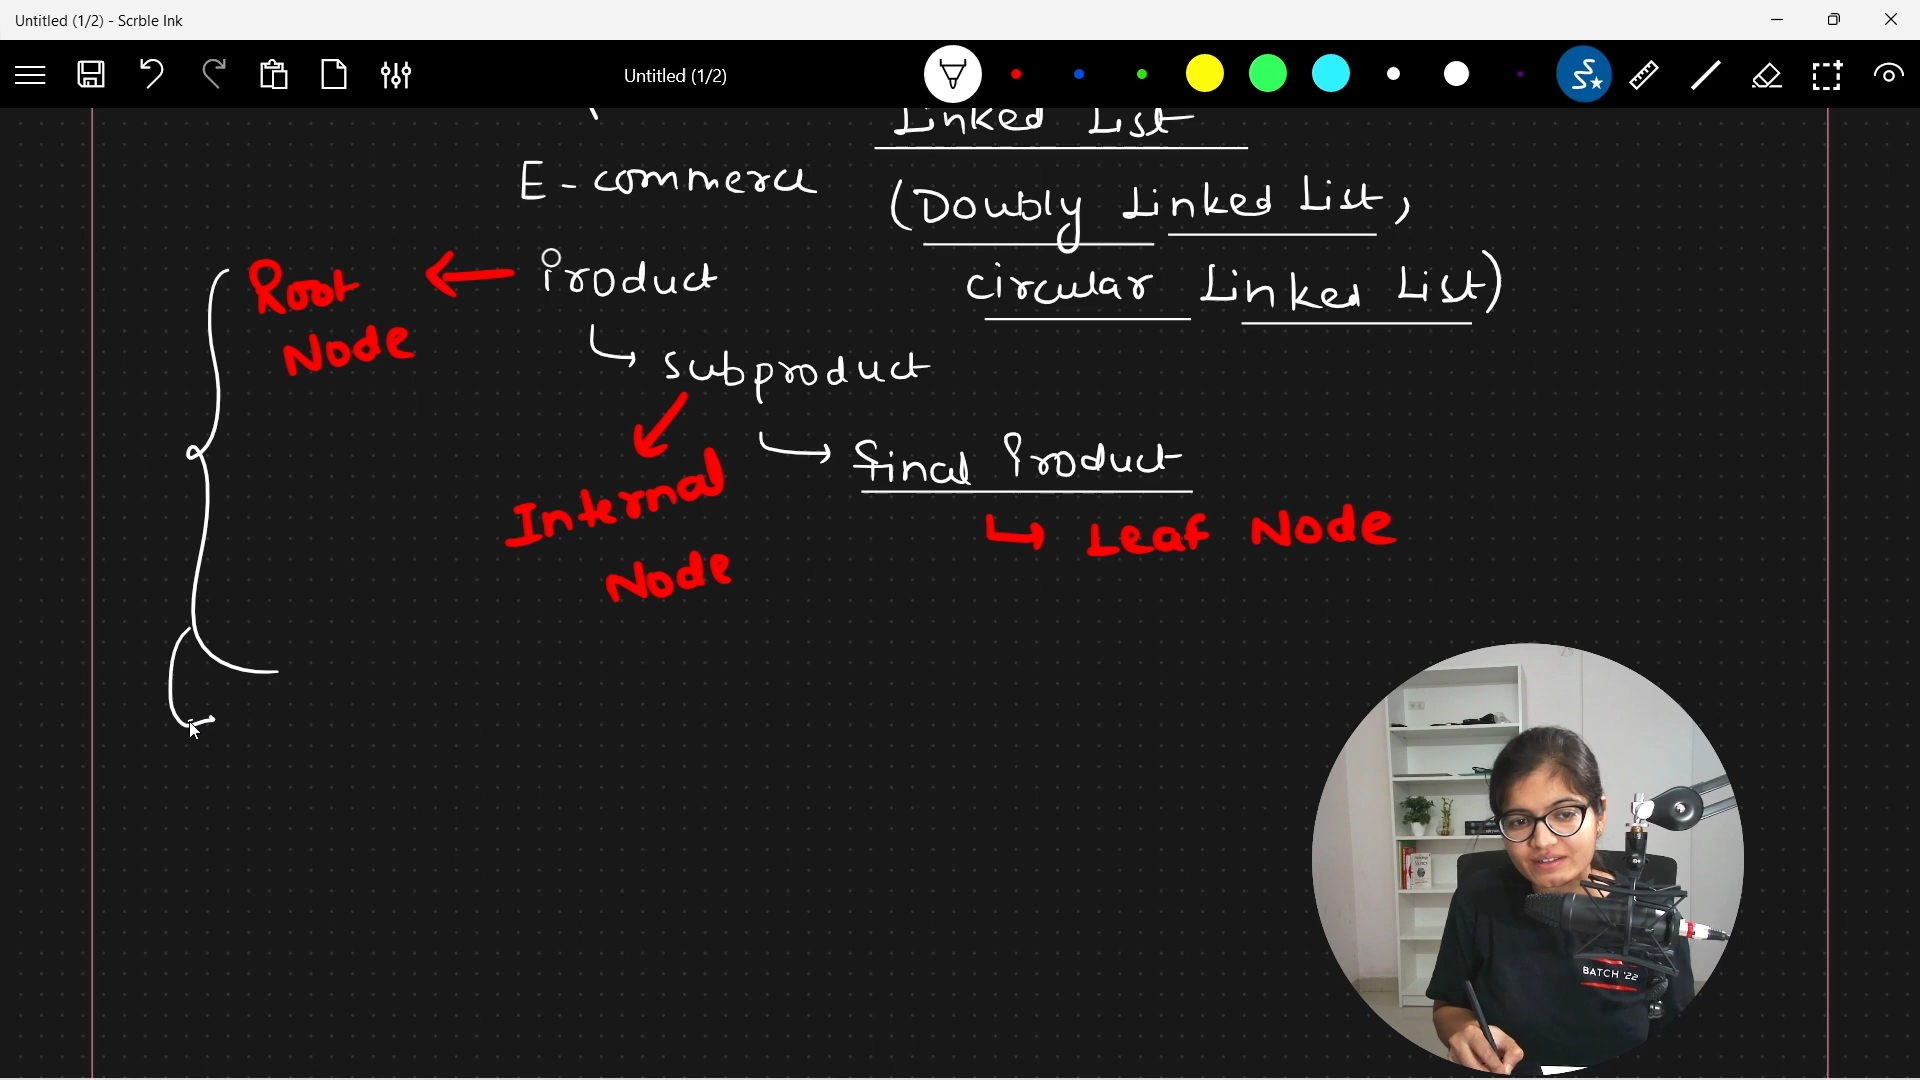 Untitled (1/2) - Scrble Ink
Untitled (1/2)
Linked List
E-commerce
(Doubly Linked List,
circular Linked List)
Root
Node
Product
subproduct
final Product
Internal
Node
Leaf Node
BATCH '22